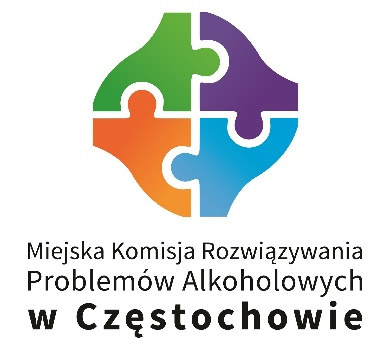 Miejska Komisja Rozwiązywania
Problemów Alkoholowych
w Częstochowie